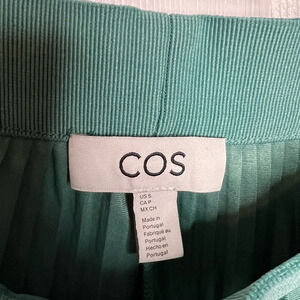 COS
US S
CA P
MX CH
Made in
Portugal
Fabriqué au
Portugal
Hecho en
Portugal